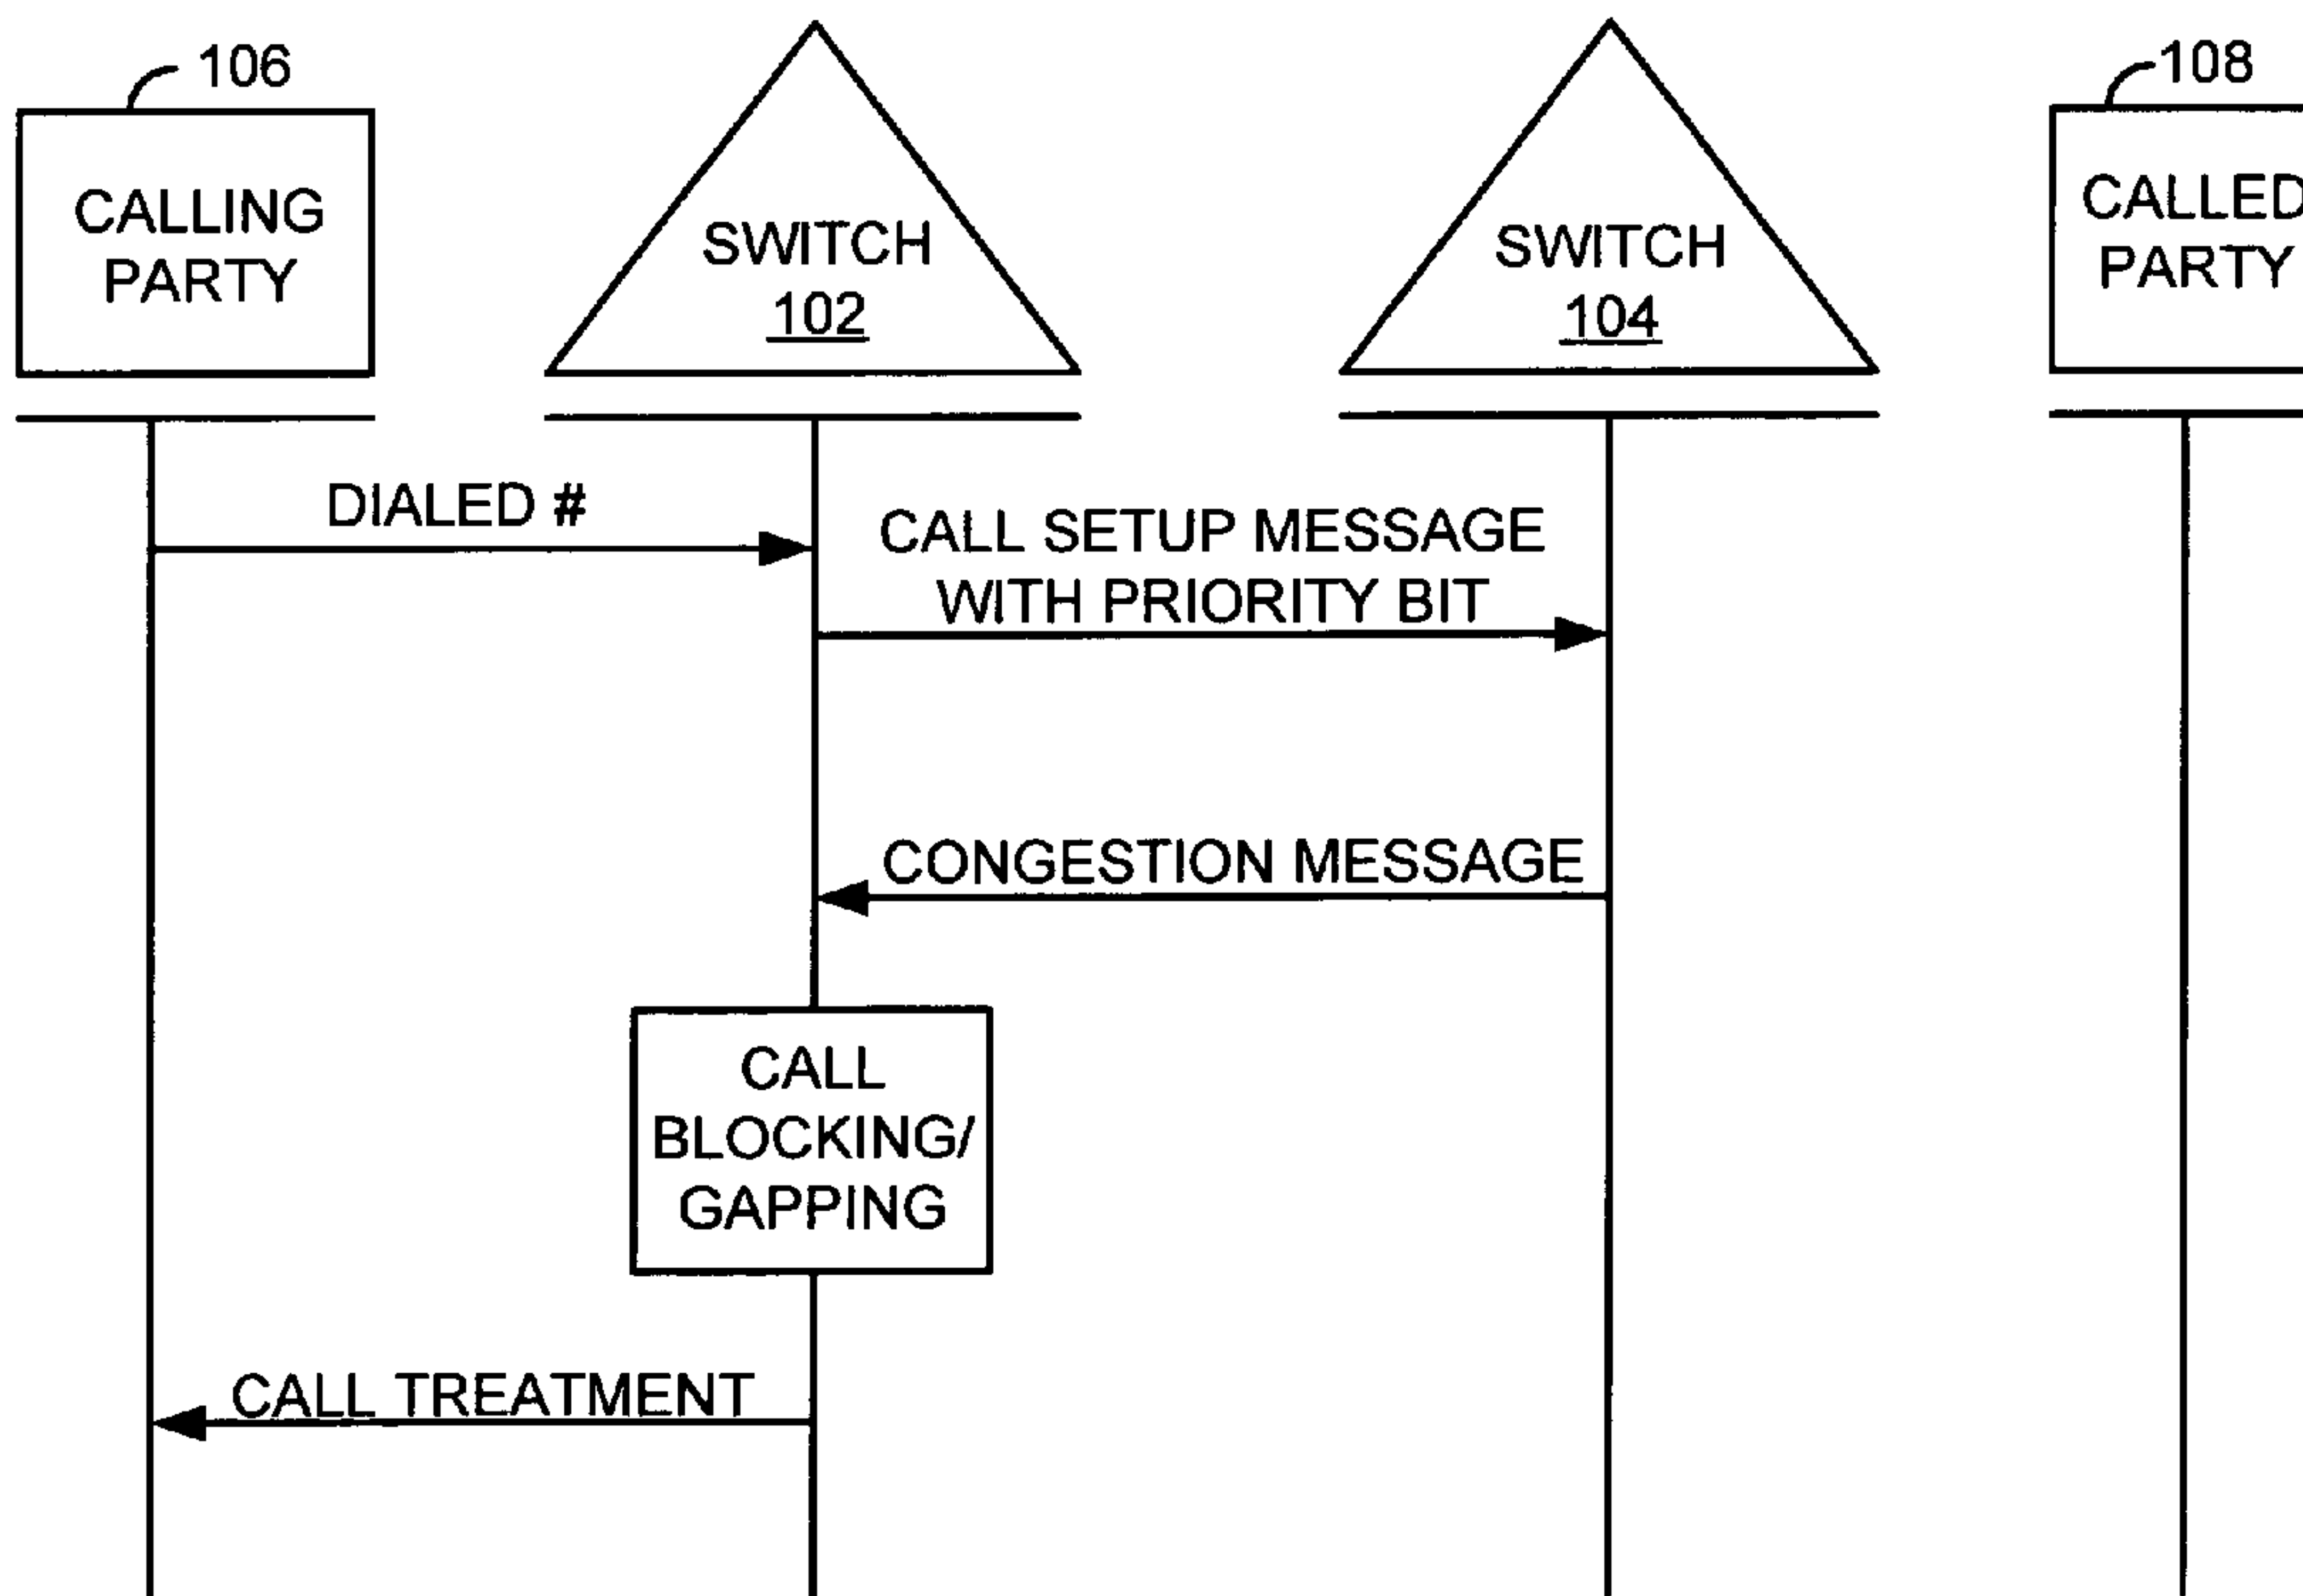 106
CALLING
PARTY
SWITCH
102
SWITCH
104
108
CALLED
PARTY
DIALED #
CALL SETUP MESSAGE
WITH PRIORITY BIT
CONGESTION MESSAGE
CALL
BLOCKING/
GAPPING
CALL TREATMENT